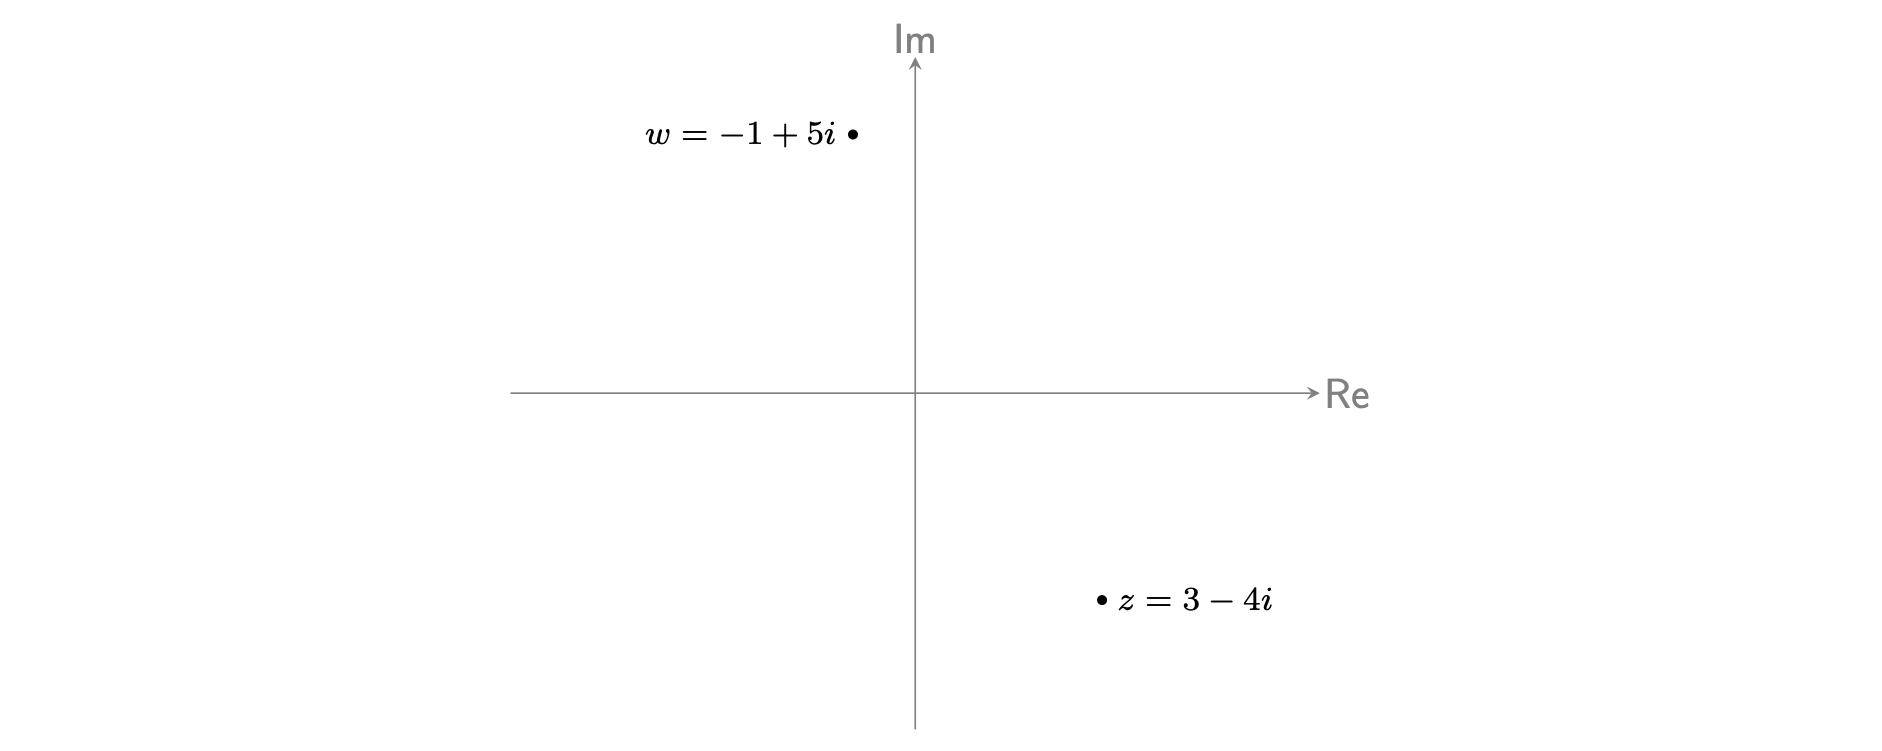 Im
w = −1 + 5i
Re
z = 3 − 4i